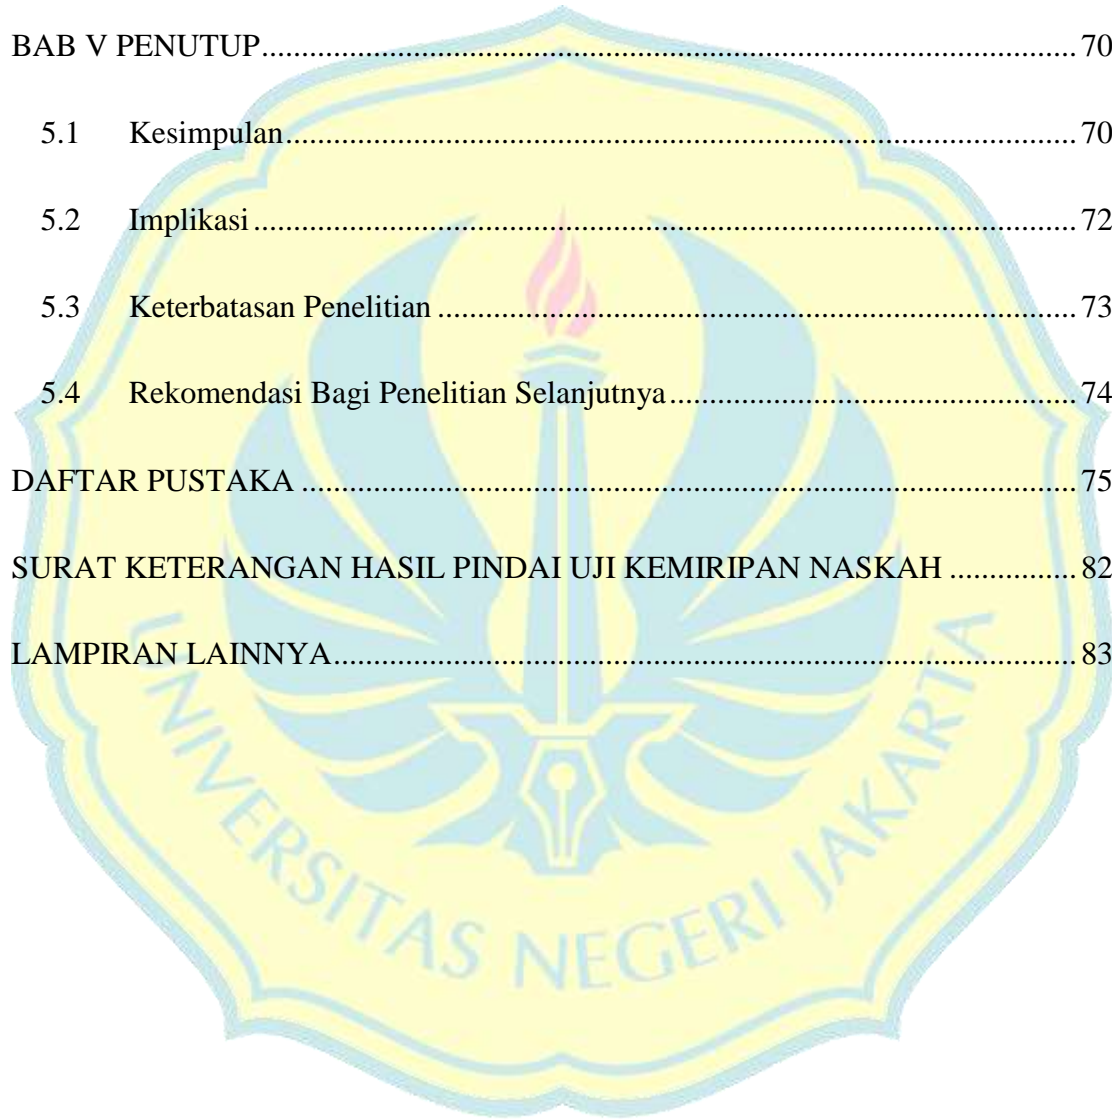 BAB V PENUTUP.................................................................................................... 70
5.1 Kesimpulan................................................................................................. 70
5.2 Implikasi..................................................................................................... 72
5.3 Keterbatasan Penelitian............................................................................... 73
5.4 Rekomendasi Bagi Penelitian Selanjutnya.................................................. 74
DAFTAR PUSTAKA............................................................................................... 75
SURAT KETERANGAN HASIL PINDAI UJI KEMIRIPAN NASKAH................ 82
LAMPIRAN LAINNYA........................................................................................... 83
UNIVERSITAS NEGERI JAKARTA